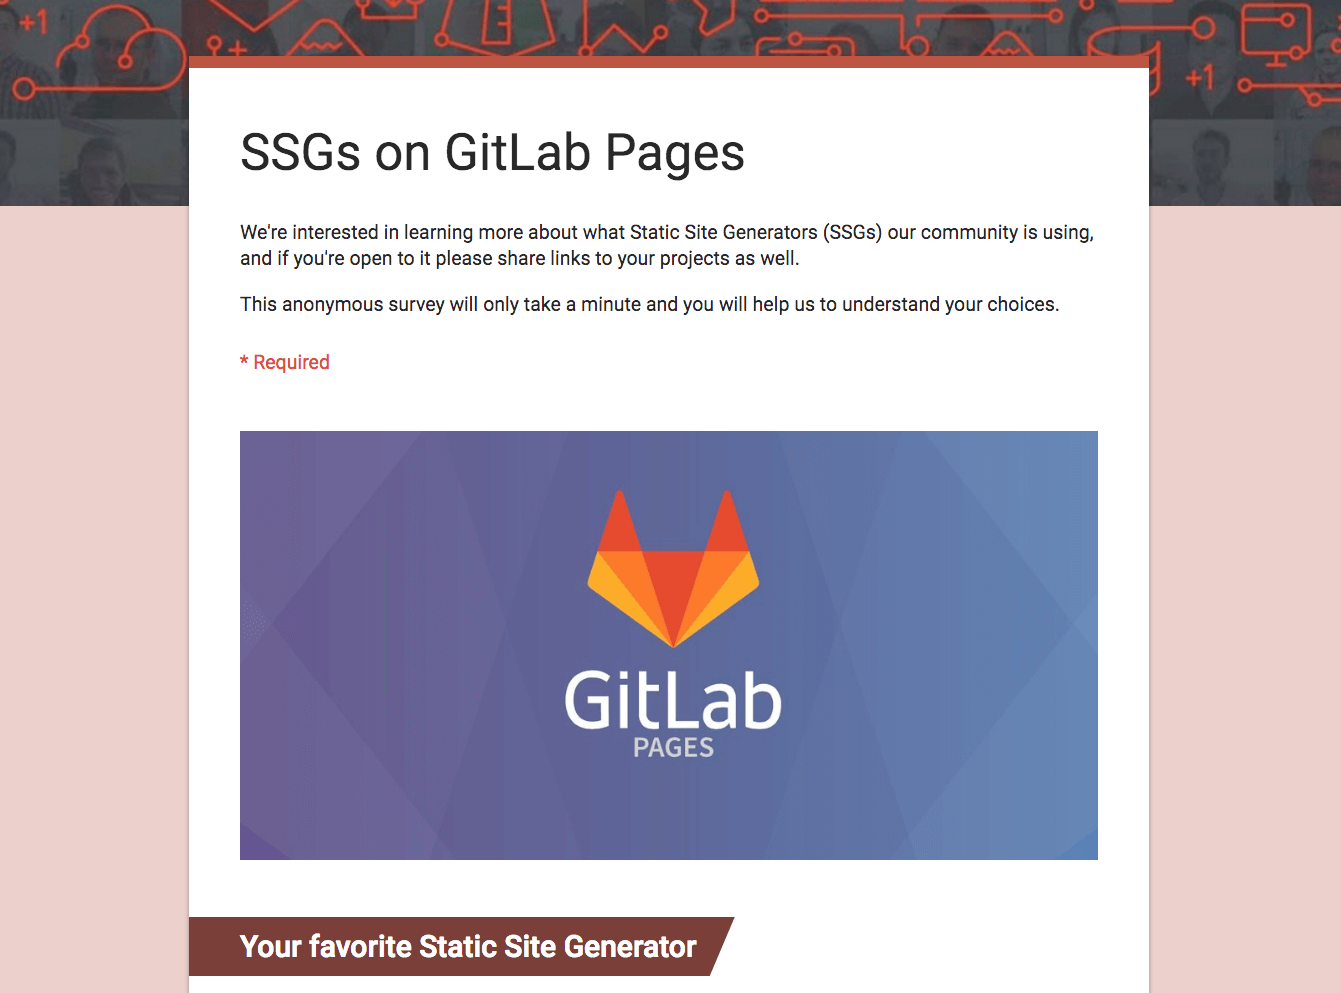 +1
+1
SSGs on GitLab Pages
We're interested in learning more about what Static Site Generators (SSGs) our community is using,
and if you're open to it please share links to your projects as well.
This anonymous survey will only take a minute and you will help us to understand your choices.
* Required
GitLab
PAGES
Your favorite Static Site Generator